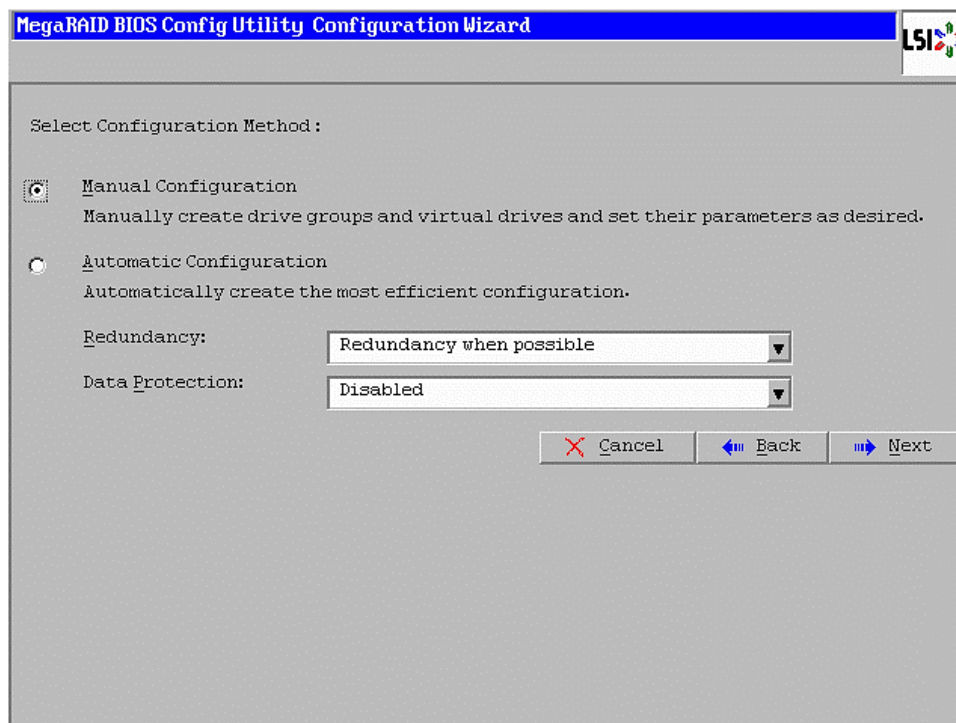 MegaRAID BIOS Config Utility Configuration Wizard
LSI
Select Configuration Method:
Manual Configuration
Manually create drive groups and virtual drives and set their parameters as desired.
Automatic Configuration
Automatically create the most efficient configuration.
Redundancy: Redundancy when possible
Data Protection: Disabled
Cancel Back Next